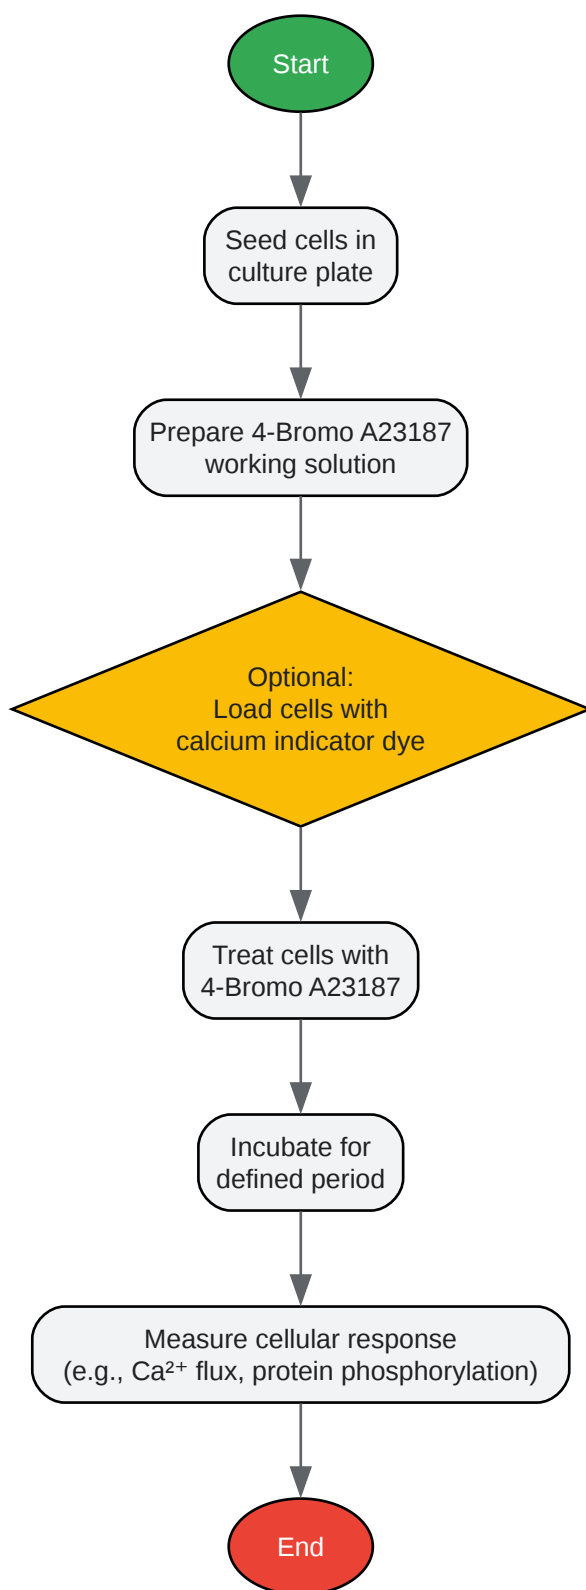 Start
Seed cells in
culture plate
Prepare 4-Bromo A23187
working solution
Optional:
Load cells with
calcium indicator dye
Treat cells with
4-Bromo A23187
Incubate for
defined period
Measure cellular response
(e.g., Ca²⁺ flux, protein phosphorylation)
End